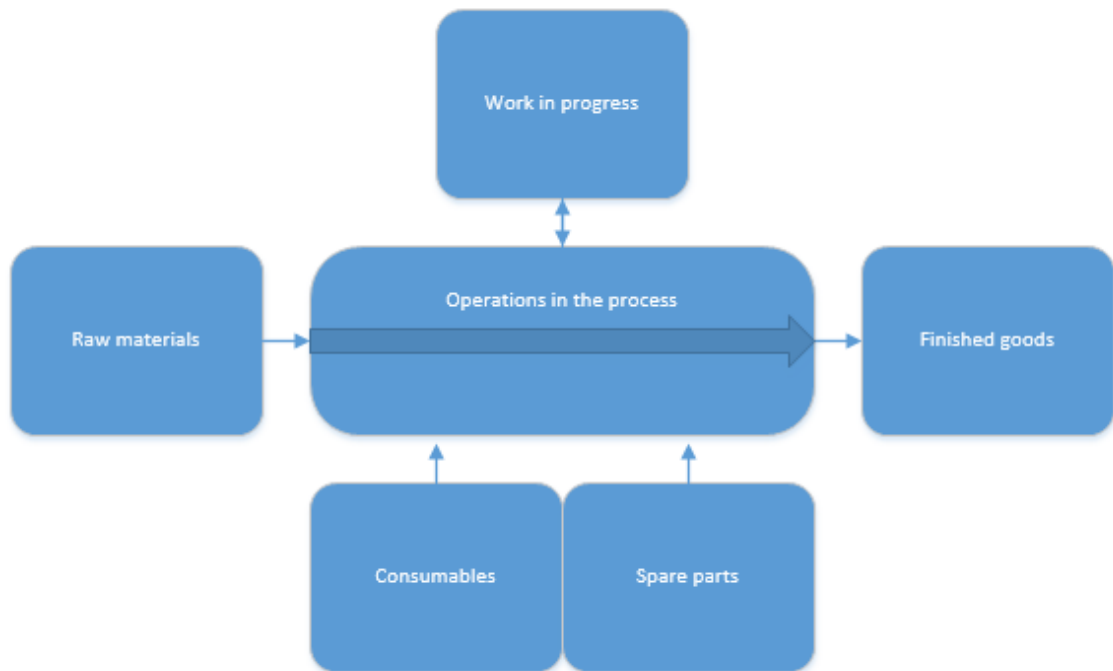 Work in progress
Operations in the process
Raw materials
Finished goods
Consumables
Spare parts